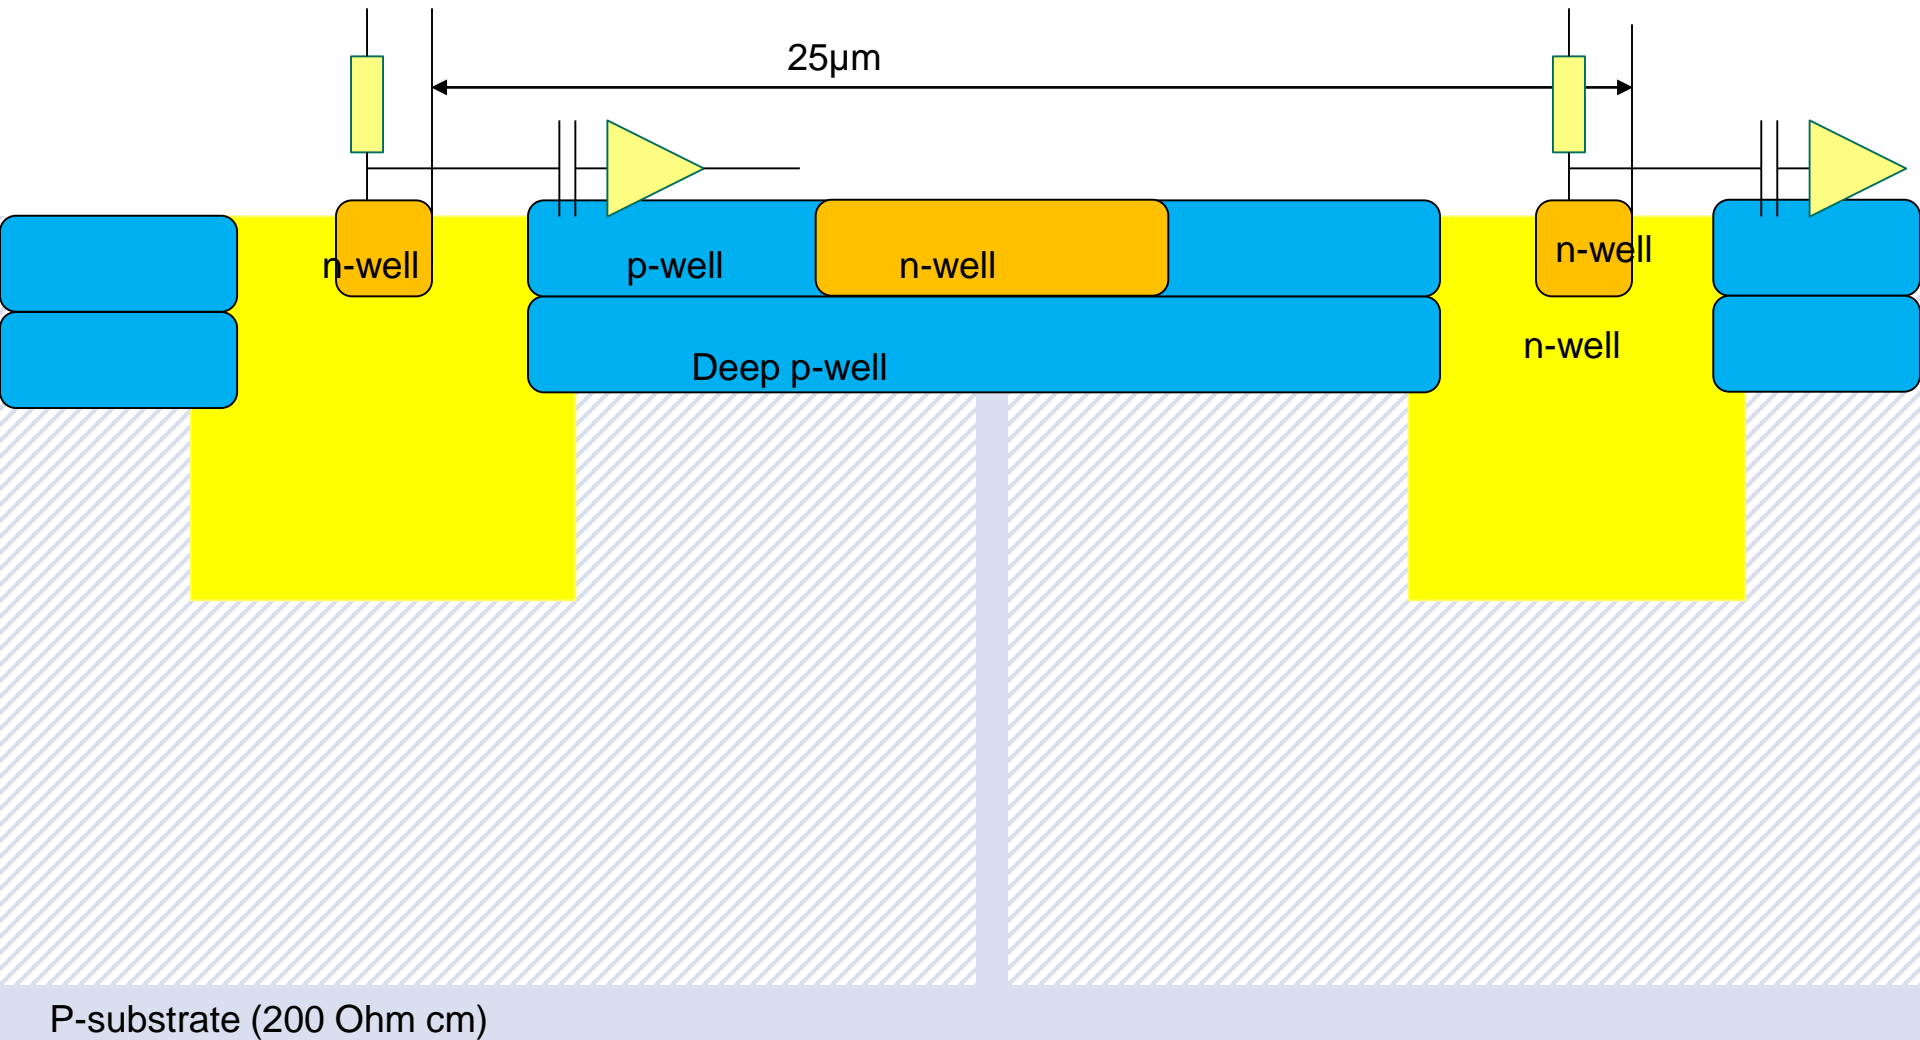 25µm
n-well
p-well
n-well
n-well
n-well
Deep p-well
P-substrate (200 Ohm cm)